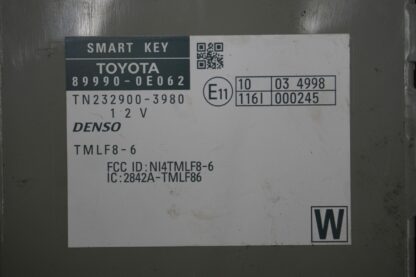 SMART KEY
TOYOTA
89990-0E062
TN232900-3980
12V
DENSO
TMLF8-6
FCC ID: NI4TMLF8-6
IC:2842A-TMLF86
E11
10 03 4998
116I 000245
W